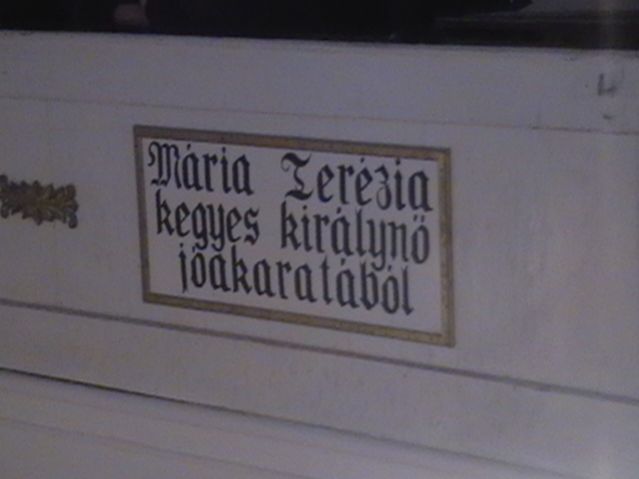 Mária Terézia
kegyes királynő
jóakaratából